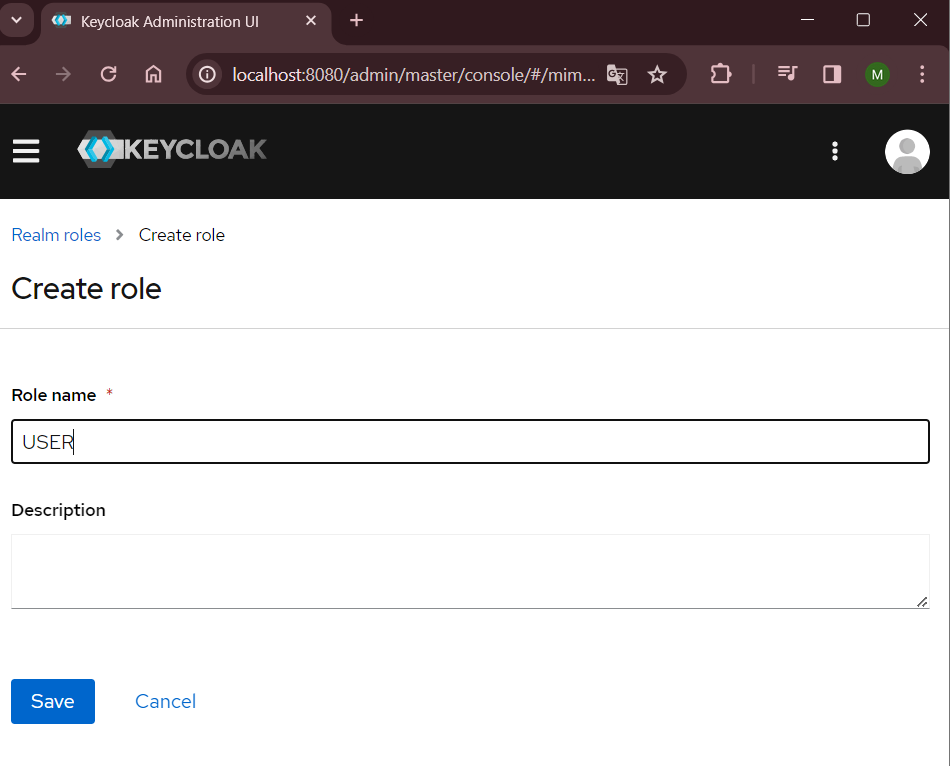 Keycloak Administration UI
localhost:8080/admin/master/console/#/mim...
M
KEYCLOAK
Realm roles > Create role
Create role
Role name *
USER
Description
Save Cancel